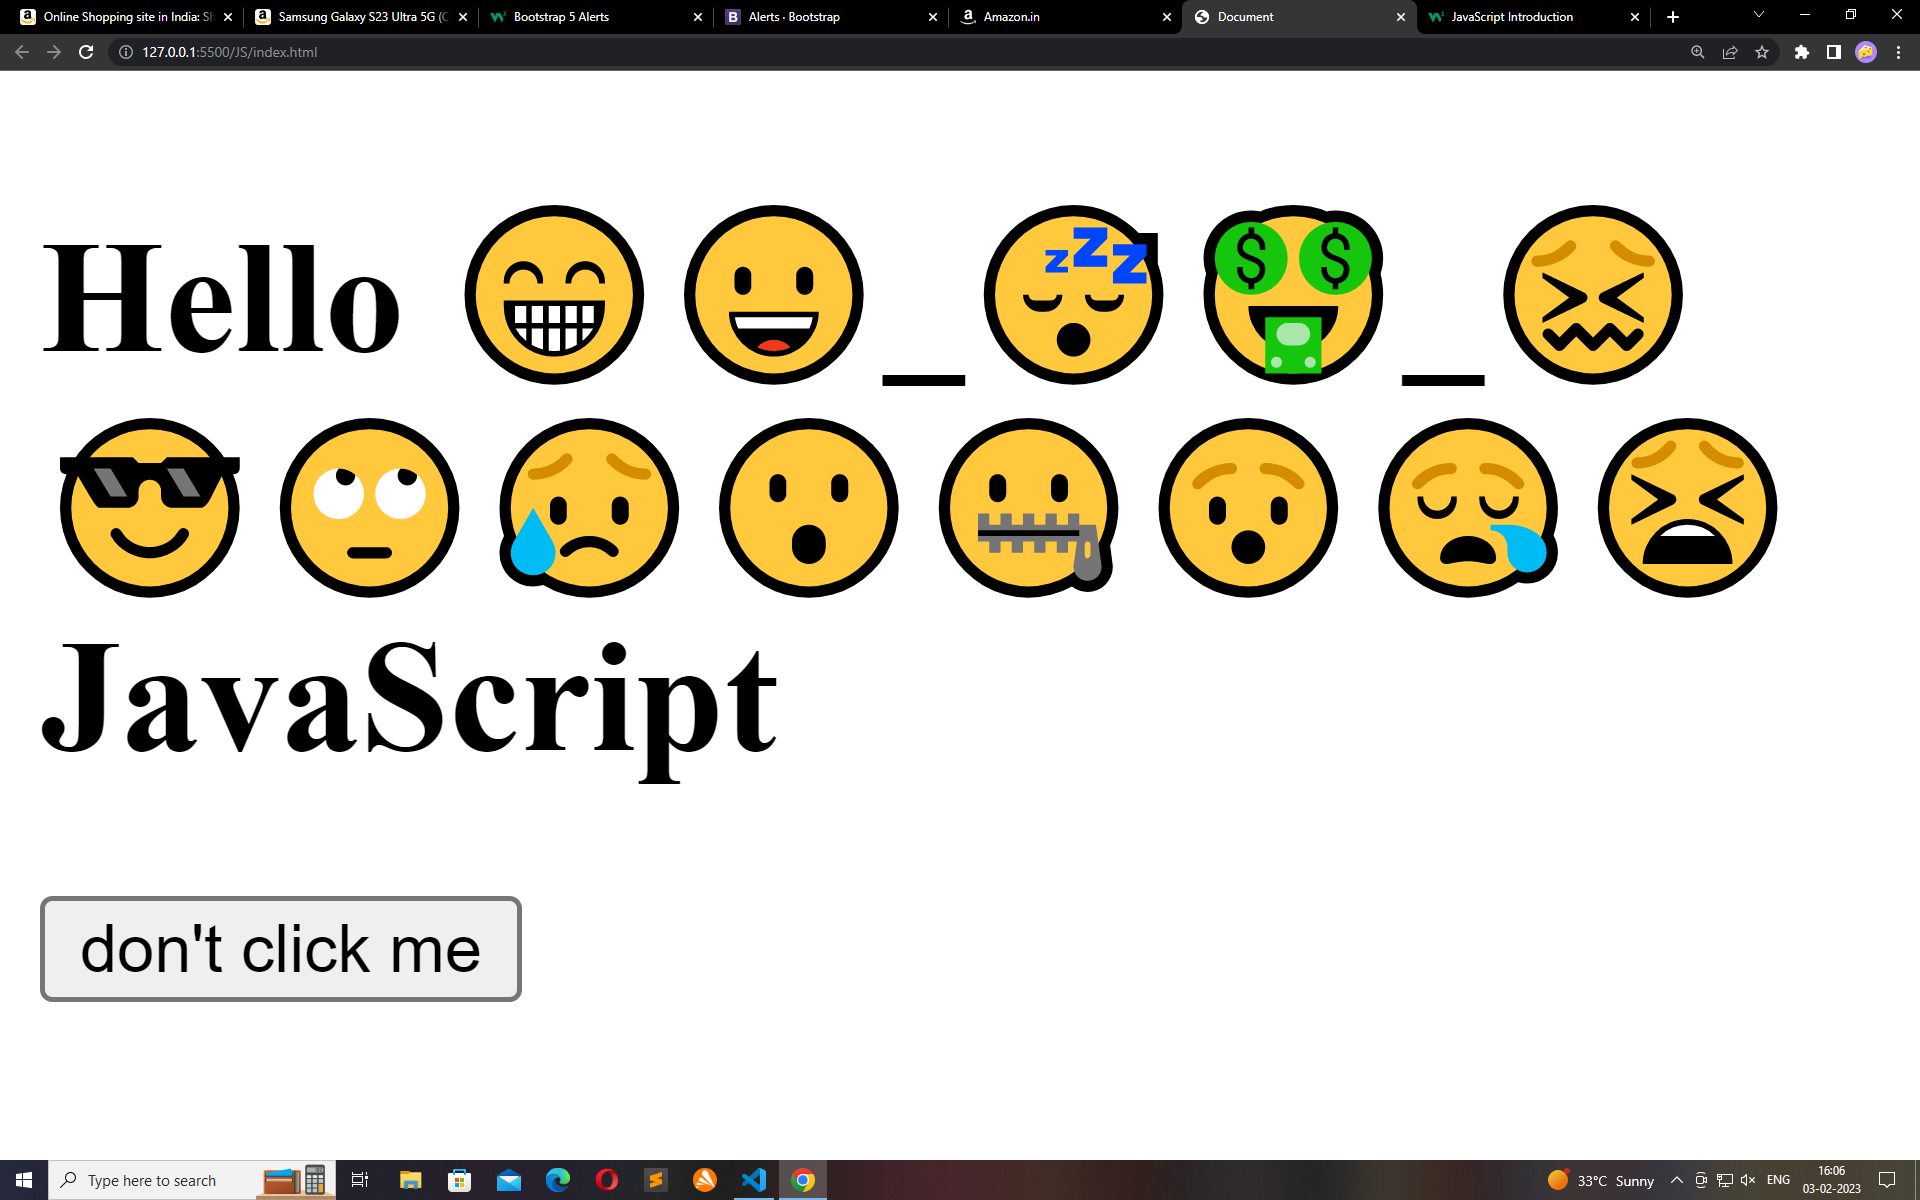 Online Shopping site in India: Sh
Samsung Galaxy S23 Ultra 5G (C
Bootstrap 5 Alerts
Alerts · Bootstrap
Amazon.in
Document
JavaScript Introduction
127.0.0.1:5500/JS/index.html
Hello 😁😀_😴🤑_😖
😎🙄😥😮🤐😯😪😫
JavaScript
don't click me
Type here to search
33°C Sunny
ENG
16:06
03-02-2023